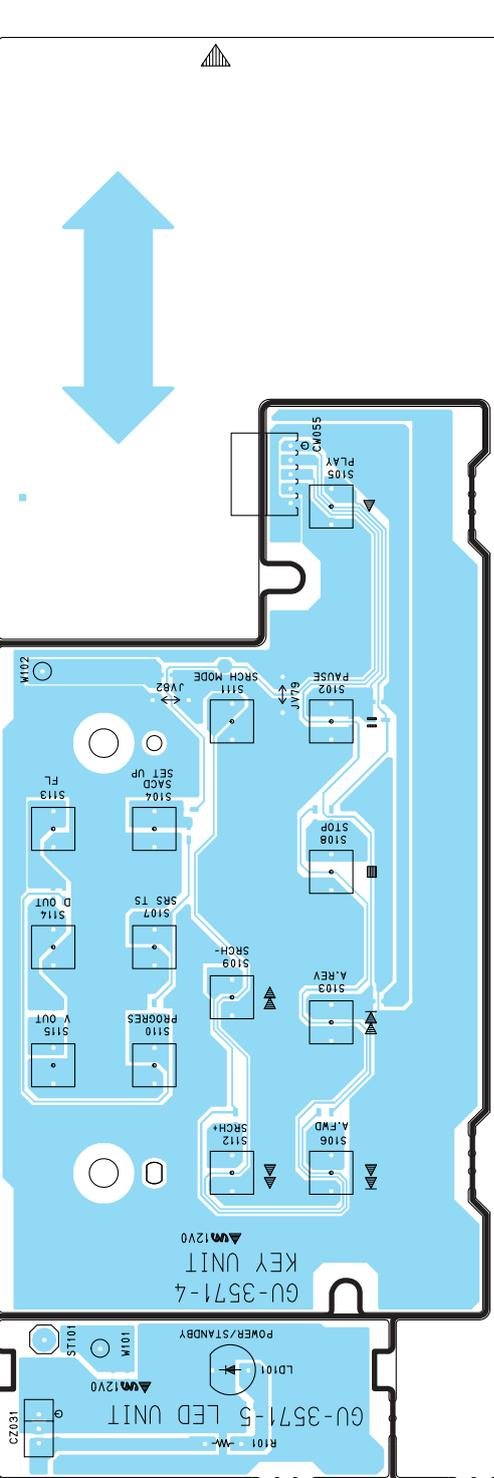 CW055
PLAY
S105
W102
SRCH MODE
S111
PAUSE
S102
JV82
JV79
SACD
SET UP
S104
FL
S113
STOP
S108
D OUT
S114
SRS TS
S107
SRCH-
S109
A.REV
S103
V OUT
S115
PROGRES
S110
SRCH+
S112
A.FWD
S106
12V0
KEY UNIT
GU-3571-4
POWER/STANDBY
ST101
W101
LD101
12V0
GU-3571-5 LED UNIT
CZ031
R101